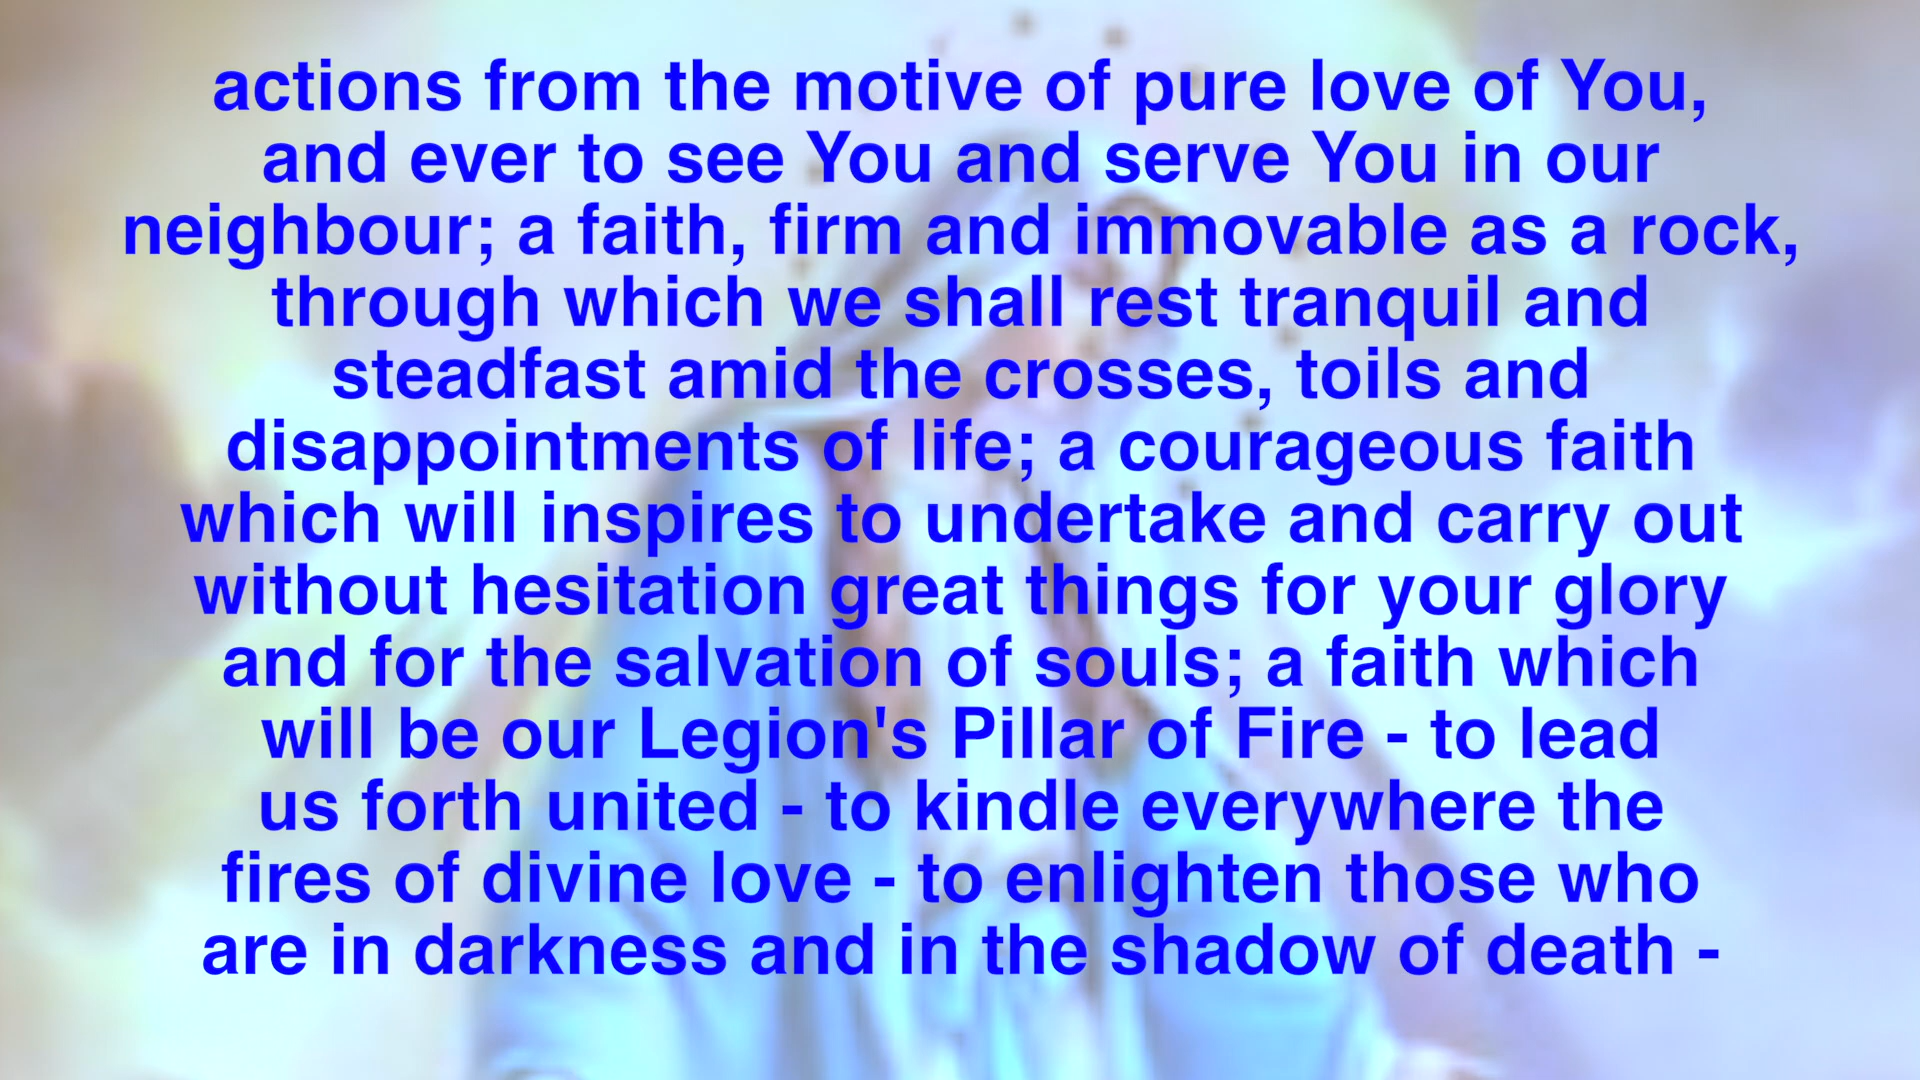 actions from the motive of pure love of You,
and ever to see You and serve You in our
neighbour; a faith, firm and immovable as a rock,
through which we shall rest tranquil and
steadfast amid the crosses, toils and
disappointments of life; a courageous faith
which will inspires to undertake and carry out
without hesitation great things for your glory
and for the salvation of souls; a faith which
will be our Legion's Pillar of Fire - to lead
us forth united - to kindle everywhere the
fires of divine love - to enlighten those who
are in darkness and in the shadow of death -